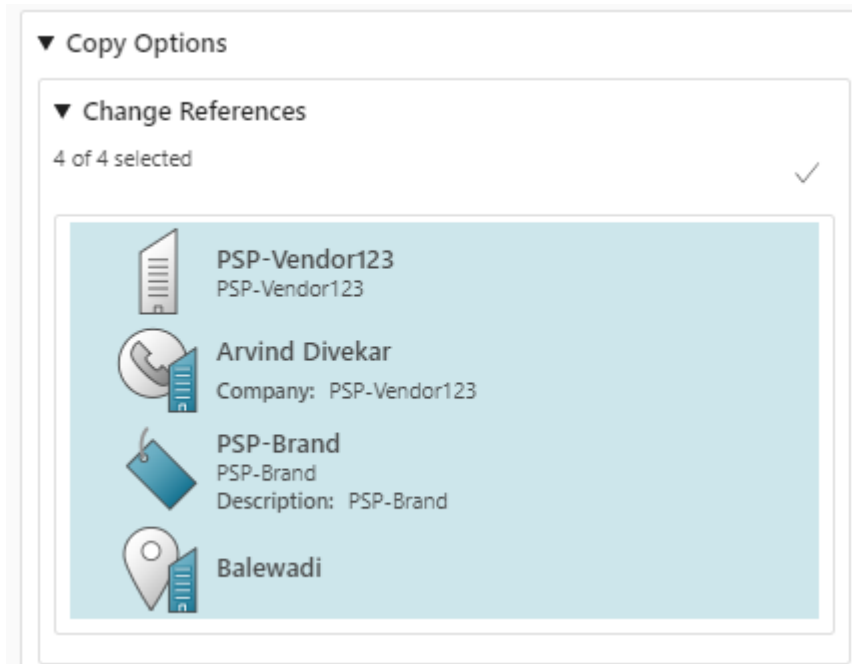 Copy Options
Change References
4 of 4 selected
PSP-Vendor123
PSP-Vendor123
Arvind Divekar
Company: PSP-Vendor123
PSP-Brand
PSP-Brand
Description: PSP-Brand
Balewadi